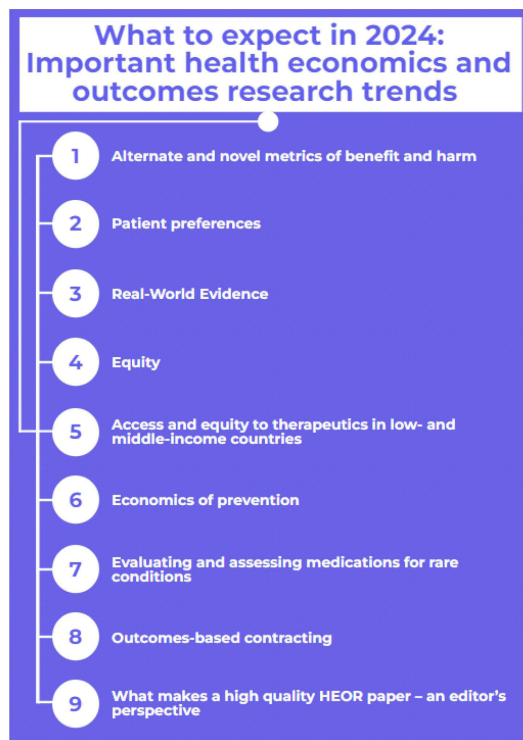 What to expect in 2024:
Important health economics and
outcomes research trends
1 Alternate and novel metrics of benefit and harm
2 Patient preferences
3 Real-World Evidence
4 Equity
5 Access and equity to therapeutics in low- and
middle-income countries
6 Economics of prevention
7 Evaluating and assessing medications for rare
conditions
8 Outcomes-based contracting
9 What makes a high quality HEOR paper – an editor's
perspective